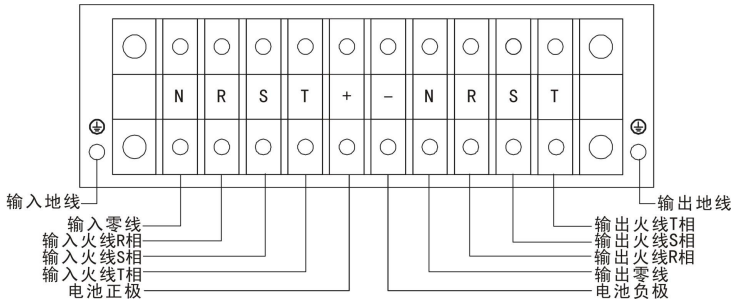 N R S T + − N R S T
输入地线 输出地线
输入零线 输出火线T相
输入火线R相 输出火线S相
输入火线S相 输出火线R相
输入火线T相 输出零线
电池正极 电池负极